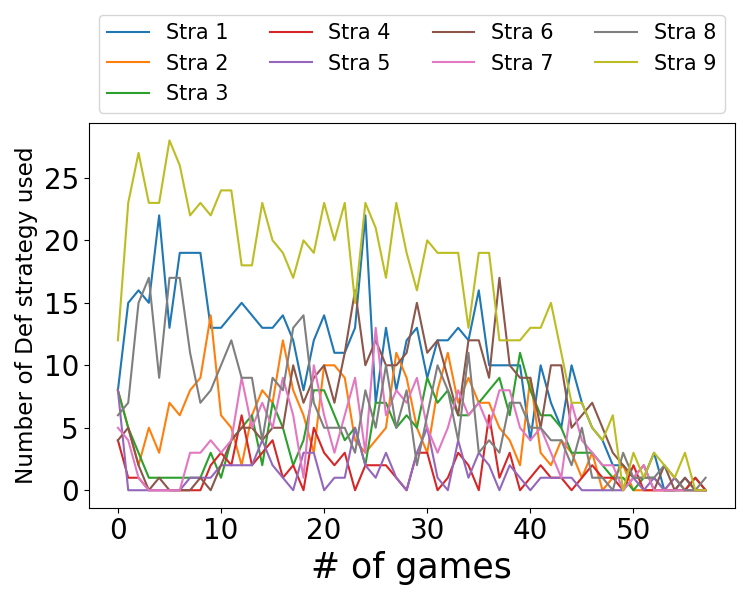 Stra 1 Stra 4 Stra 6 Stra 8
Stra 2 Stra 5 Stra 7 Stra 9
Stra 3
Number of Def strategy used
25
20
15
10
5
0
0 10 20 30 40 50
# of games